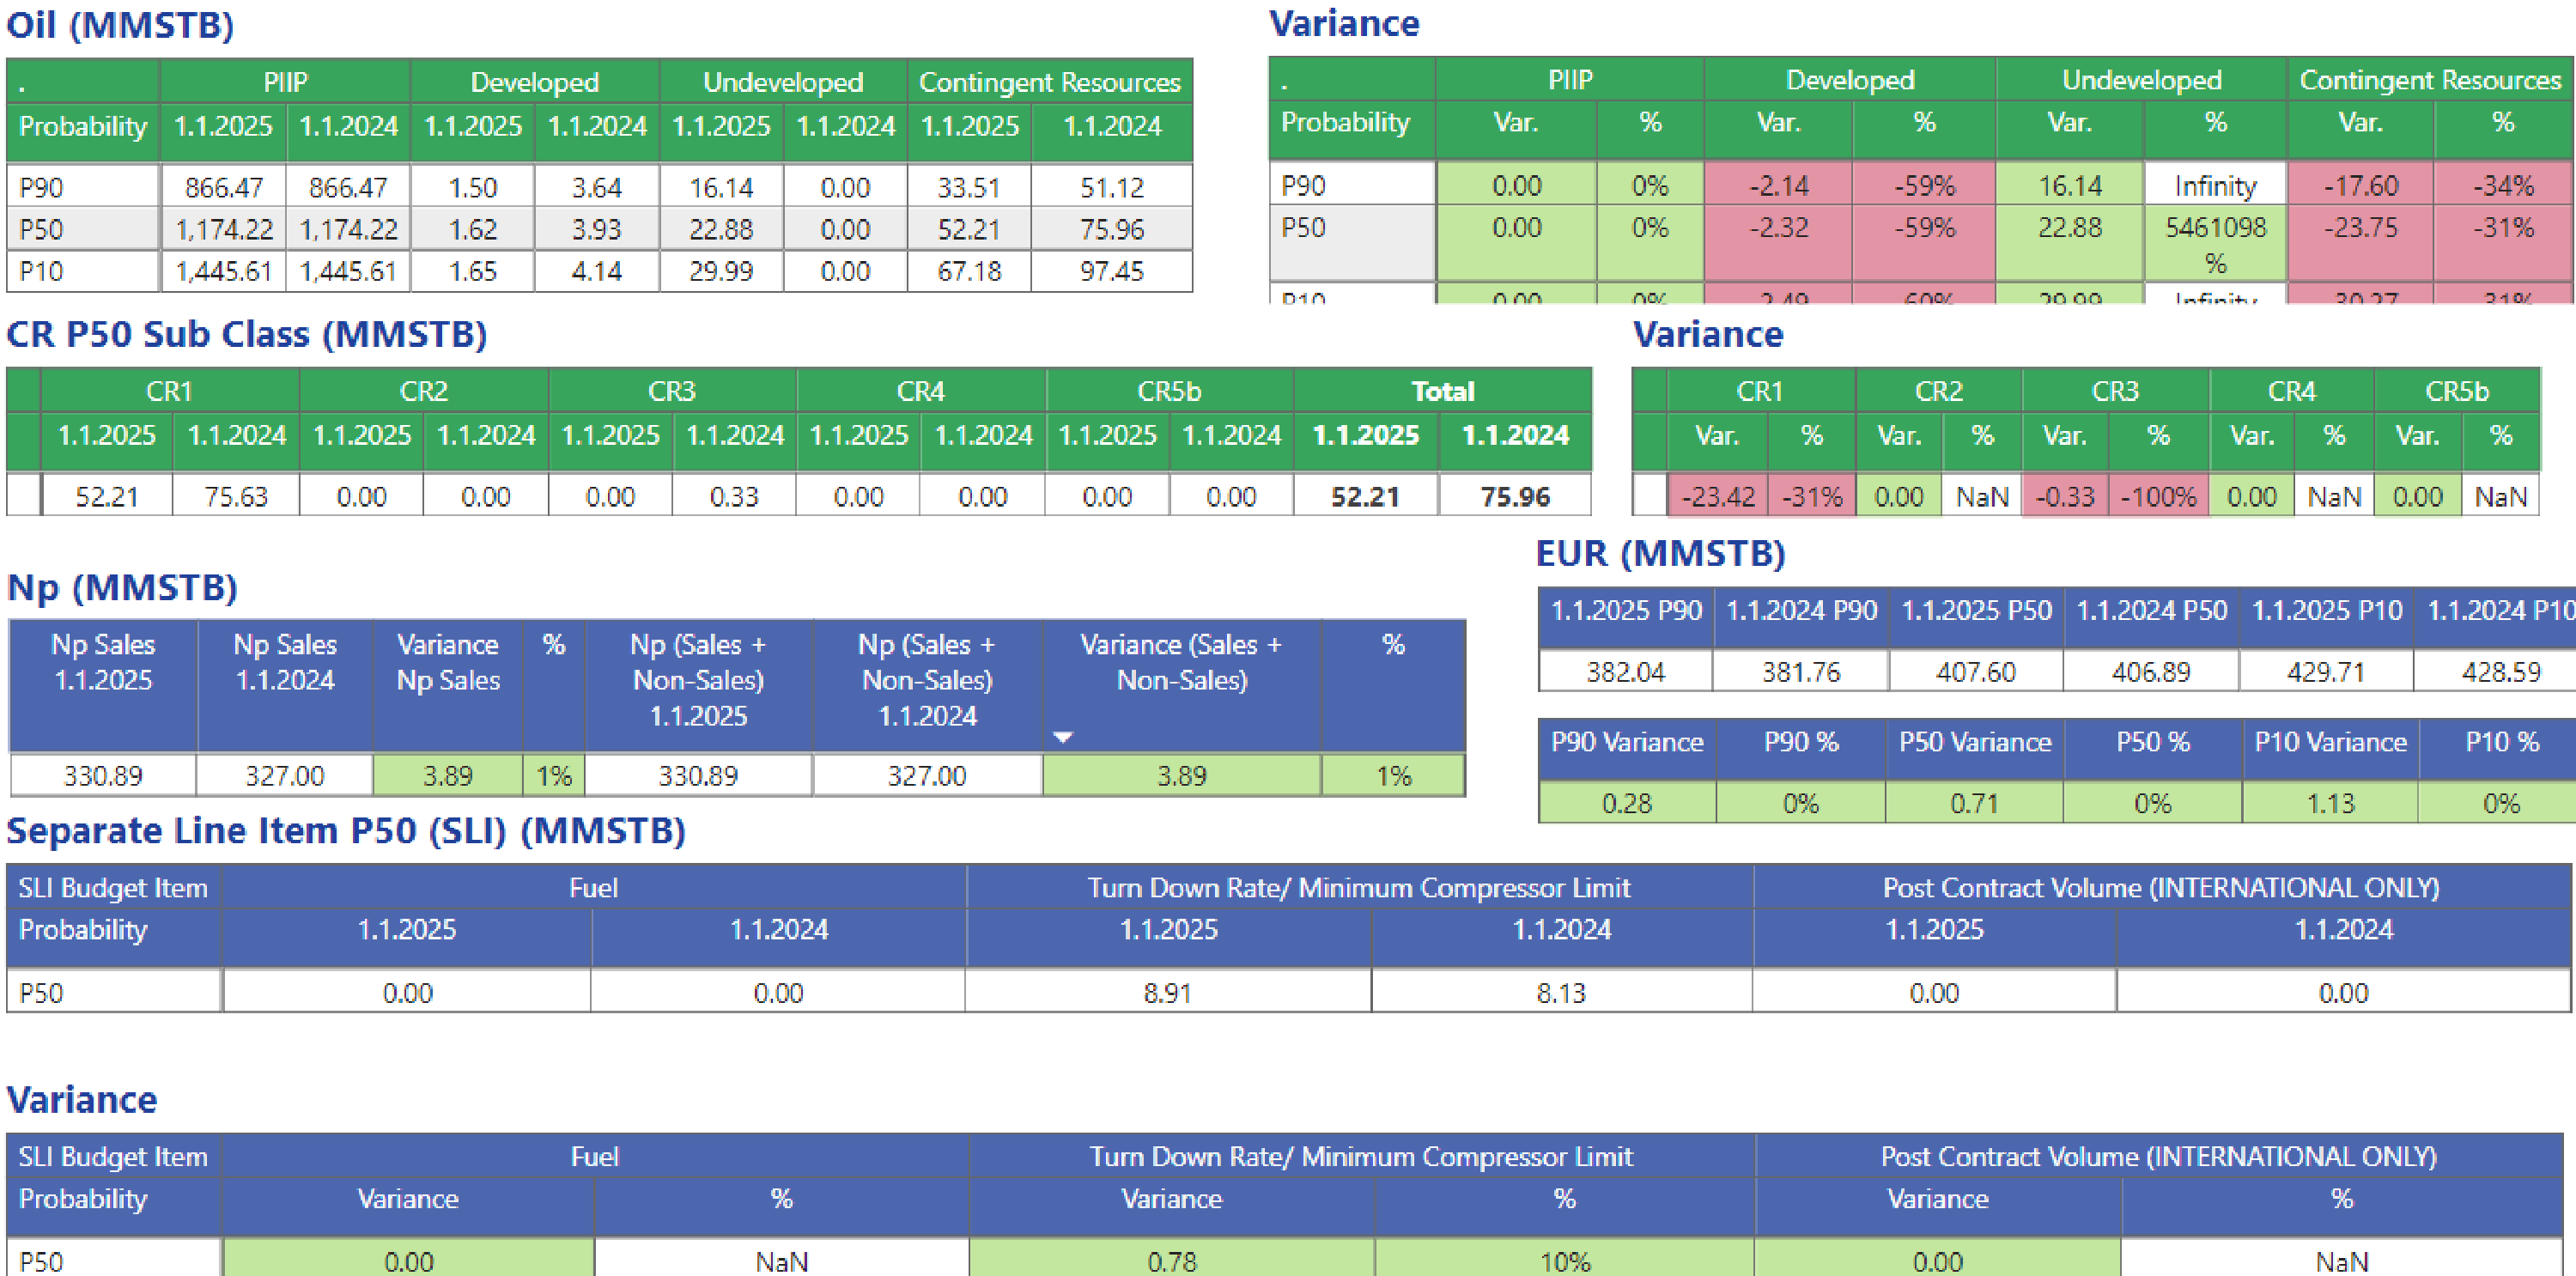 Oil (MMSTB)
. PIIP Developed Undeveloped Contingent Resources
Probability 1.1.2025 1.1.2024 1.1.2025 1.1.2024 1.1.2025 1.1.2024 1.1.2025 1.1.2024
P90 866.47 866.47 1.50 3.64 16.14 0.00 33.51 51.12
P50 1,174.22 1,174.22 1.62 3.93 22.88 0.00 52.21 75.96
P10 1,445.61 1,445.61 1.65 4.14 29.99 0.00 67.18 97.45
Variance
. PIIP Developed Undeveloped Contingent Resources
Probability Var. % Var. % Var. % Var. %
P90 0.00 0% -2.14 -59% 16.14 Infinity -17.60 -34%
P50 0.00 0% -2.32 -59% 22.88 5461098 -23.75 -31%
%
P10 0.00 0% -2.49 -60% 29.99 Infinity -30.27 -31%
CR P50 Sub Class (MMSTB)
CR1 CR2 CR3 CR4 CR5b Total
1.1.2025 1.1.2024 1.1.2025 1.1.2024 1.1.2025 1.1.2024 1.1.2025 1.1.2024 1.1.2025 1.1.2024 1.1.2025 1.1.2024
52.21 75.63 0.00 0.00 0.00 0.33 0.00 0.00 0.00 0.00 52.21 75.96
Variance
CR1 CR2 CR3 CR4 CR5b
Var. % Var. % Var. % Var. % Var. %
-23.42 -31% 0.00 NaN -0.33 -100% 0.00 NaN 0.00 NaN
Np (MMSTB)
Np Sales Np Sales Variance % Np (Sales + Np (Sales + Variance (Sales + %
1.1.2025 1.1.2024 Np Sales Non-Sales) Non-Sales) Non-Sales)
1.1.2025 1.1.2024
330.89 327.00 3.89 1% 330.89 327.00 3.89 1%
EUR (MMSTB)
1.1.2025 P90 1.1.2024 P90 1.1.2025 P50 1.1.2024 P50 1.1.2025 P10 1.1.2024 P10
382.04 381.76 407.60 406.89 429.71 428.59
P90 Variance P90 % P50 Variance P50 % P10 Variance P10 %
0.28 0% 0.71 0% 1.13 0%
Separate Line Item P50 (SLI) (MMSTB)
SLI Budget Item Fuel Turn Down Rate/ Minimum Compressor Limit Post Contract Volume (INTERNATIONAL ONLY)
Probability 1.1.2025 1.1.2024 1.1.2025 1.1.2024 1.1.2025 1.1.2024
P50 0.00 0.00 8.91 8.13 0.00 0.00
Variance
SLI Budget Item Fuel Turn Down Rate/ Minimum Compressor Limit Post Contract Volume (INTERNATIONAL ONLY)
Probability Variance % Variance % Variance %
P50 0.00 NaN 0.78 10% 0.00 NaN